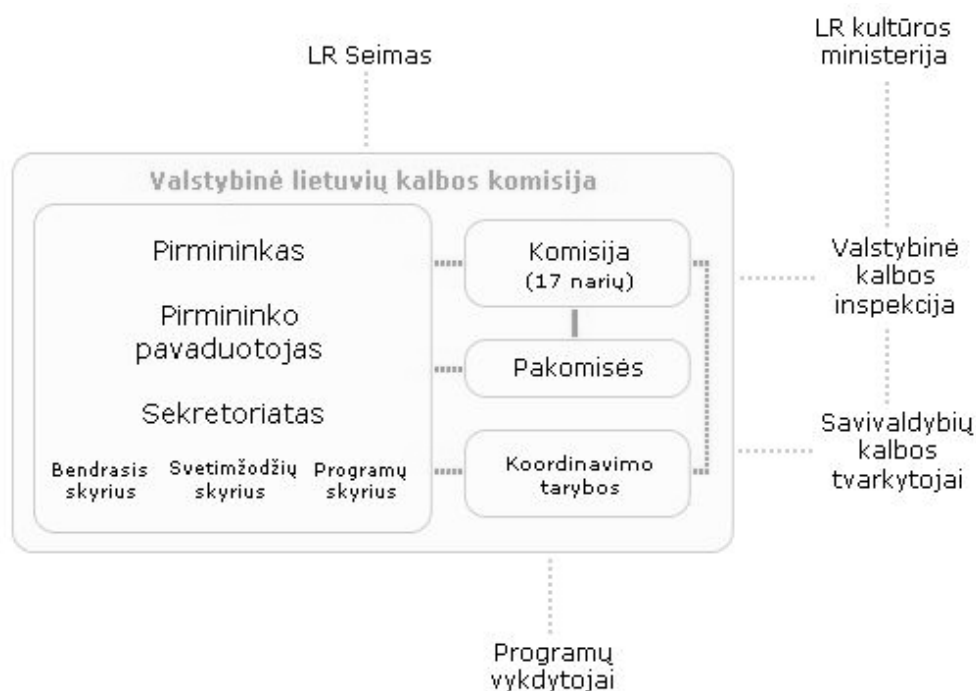 LR Seimas
LR kultūros
ministerija
Valstybinė lietuvių kalbos komisija
Pirmininkas
Pirmininko
pavaduotojas
Sekretoriatas
Bendrasis
skyrius
Svetimžodžių
skyrius
Programų
skyrius
Komisija
(17 narių)
Pakomisės
Koordinavimo
tarybos
Valstybinė
kalbos
inspekcija
Savivaldybių
kalbos
tvarkytojai
Programų
vykdytojai